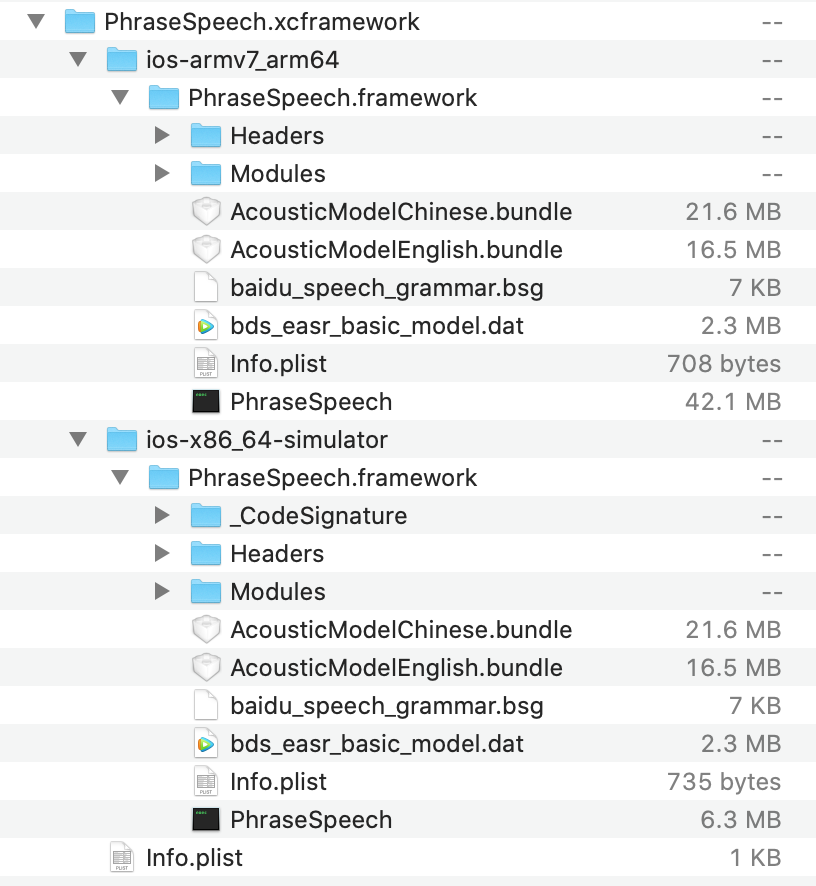 PhraseSpeech.xcframework --
ios-armv7_arm64 --
PhraseSpeech.framework --
Headers --
Modules --
AcousticModelChinese.bundle 21.6 MB
AcousticModelEnglish.bundle 16.5 MB
baidu_speech_grammar.bsg 7 KB
bds_easr_basic_model.dat 2.3 MB
Info.plist 708 bytes
PhraseSpeech 42.1 MB
ios-x86_64-simulator --
PhraseSpeech.framework --
_CodeSignature --
Headers --
Modules --
AcousticModelChinese.bundle 21.6 MB
AcousticModelEnglish.bundle 16.5 MB
baidu_speech_grammar.bsg 7 KB
bds_easr_basic_model.dat 2.3 MB
Info.plist 735 bytes
PhraseSpeech 6.3 MB
Info.plist 1 KB